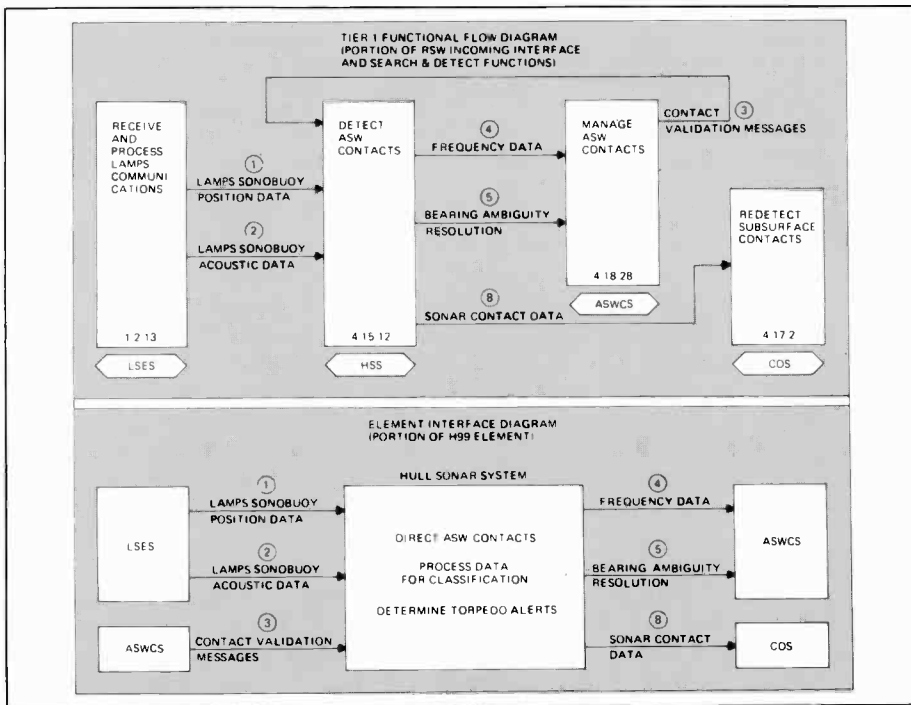 TIER 1 FUNCTIONAL FLOW DIAGRAM
(PORTION OF RSW INCOMING INTERFACE
AND SEARCH & DETECT FUNCTIONS)
RECEIVE
AND
PROCESS
LAMPS
COMMUNI
CATIONS
1 2 13
LSES
1
LAMPS SONOBUOY
POSITION DATA
2
LAMPS SONOBUOY
ACOUSTIC DATA
DETECT
ASW
CONTACTS
4 15 12
HSS
4
FREQUENCY DATA
5
BEARING AMBIGUITY
RESOLUTION
8
SONAR CONTACT DATA
MANAGE
ASW
CONTACTS
4 18 28
ASWCS
3
CONTACT
VALIDATION MESSAGES
REDETECT
SUBSURFACE
CONTACTS
4 17 2
COS
ELEMENT INTERFACE DIAGRAM
(PORTION OF H99 ELEMENT)
HULL SONAR SYSTEM
LSES
1
LAMPS SONOBUOY
POSITION DATA
2
LAMPS SONOBUOY
ACOUSTIC DATA
ASWCS
3
CONTACT VALIDATION
MESSAGES
DIRECT ASW CONTACTS
PROCESS DATA
FOR CLASSIFICATION
DETERMINE TORPEDO ALERTS
4
FREQUENCY DATA
5
BEARING AMBIGUITY
RESOLUTION
ASWCS
8
SONAR CONTACT
DATA
COS